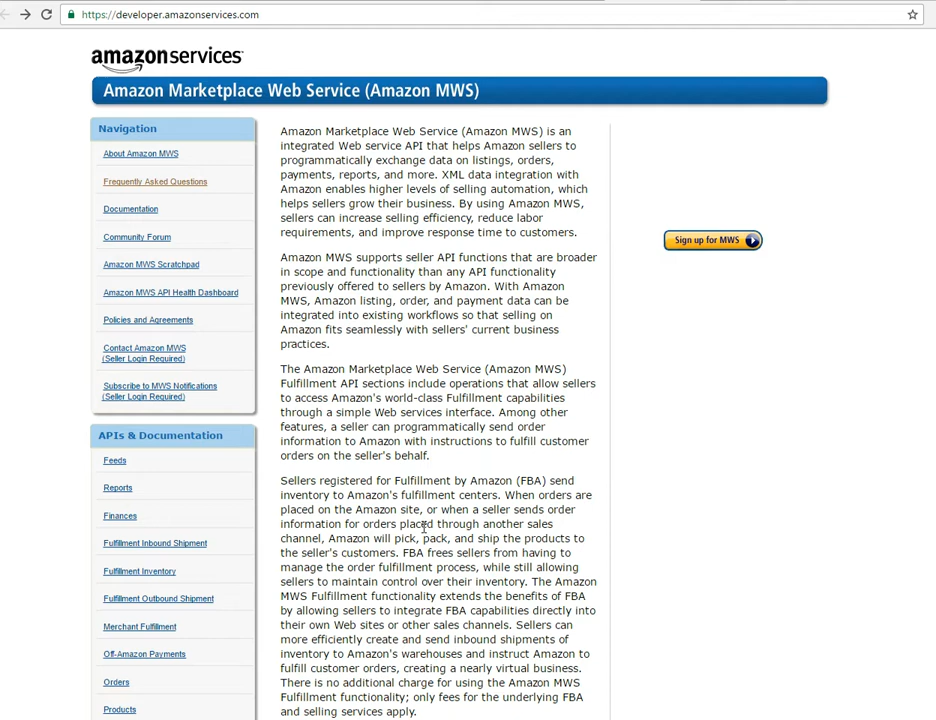 https://developer.amazonservices.com
amazonservices
Amazon Marketplace Web Service (Amazon MWS)
Navigation
About Amazon MWS
Frequently Asked Questions
Documentation
Community Forum
Amazon MWS Scratchpad
Amazon MWS API Health Dashboard
Policies and Agreements
Contact Amazon MWS
(Seller Login Required)
Subscribe to MWS Notifications
(Seller Login Required)
APIs & Documentation
Feeds
Reports
Finances
Fulfillment Inbound Shipment
Fulfillment Inventory
Fulfillment Outbound Shipment
Merchant Fulfillment
Off-Amazon Payments
Orders
Products
Amazon Marketplace Web Service (Amazon MWS) is an
integrated Web service API that helps Amazon sellers to
programmatically exchange data on listings, orders,
payments, reports, and more. XML data integration with
Amazon enables higher levels of selling automation, which
helps sellers grow their business. By using Amazon MWS,
sellers can increase selling efficiency, reduce labor
requirements, and improve response time to customers.
Amazon MWS supports seller API functions that are broader
in scope and functionality than any API functionality
previously offered to sellers by Amazon. With Amazon
MWS, Amazon listing, order, and payment data can be
integrated into existing workflows so that selling on
Amazon fits seamlessly with sellers' current business
practices.
The Amazon Marketplace Web Service (Amazon MWS)
Fulfillment API sections include operations that allow sellers
to access Amazon's world-class Fulfillment capabilities
through a simple Web services interface. Among other
features, a seller can programmatically send order
information to Amazon with instructions to fulfill customer
orders on the seller's behalf.
Sellers registered for Fulfillment by Amazon (FBA) send
inventory to Amazon's fulfillment centers. When orders are
placed on the Amazon site, or when a seller sends order
information for orders placed through another sales
channel, Amazon will pick, pack, and ship the products to
the seller's customers. FBA frees sellers from having to
manage the order fulfillment process, while still allowing
sellers to maintain control over their inventory. The Amazon
MWS Fulfillment functionality extends the benefits of FBA
by allowing sellers to integrate FBA capabilities directly into
their own Web sites or other sales channels. Sellers can
more efficiently create and send inbound shipments of
inventory to Amazon's warehouses and instruct Amazon to
fulfill customer orders, creating a nearly virtual business.
There is no additional charge for using the Amazon MWS
Fulfillment functionality; only fees for the underlying FBA
and selling services apply.
Sign up for MWS